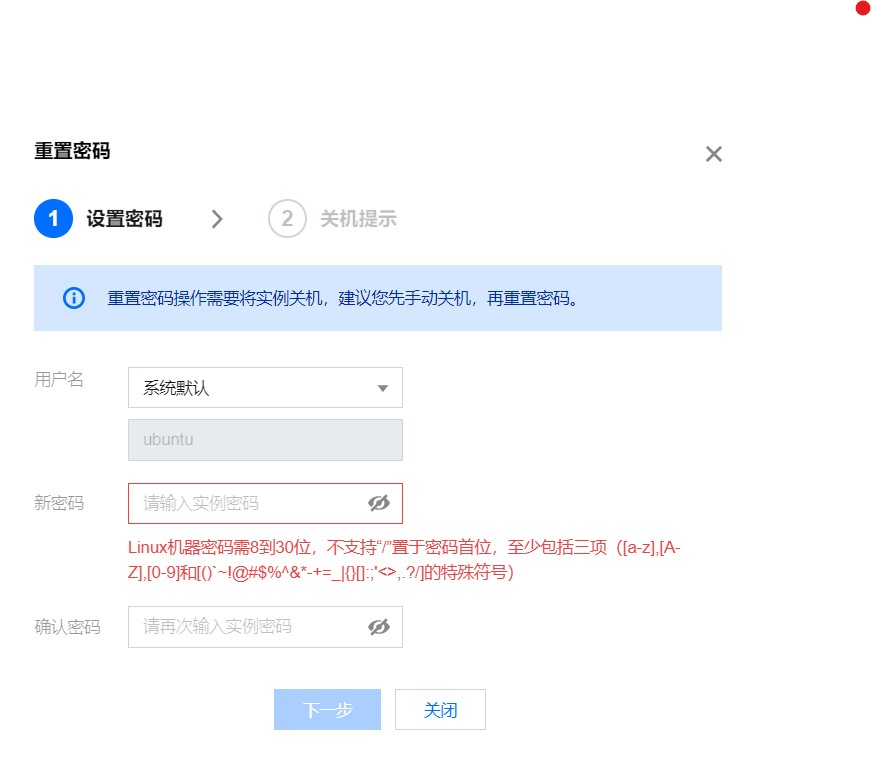 重置密码
1 设置密码
2 关机提示
重置密码操作需要将实例关机，建议您先手动关机，再重置密码。
用户名
系统默认
ubuntu
新密码
请输入实例密码
Linux机器密码需8到30位，不支持“/”置于密码首位，至少包括三项（[a-z],[A-
Z],[0-9]和[()`~!@#$%^&*-+=_|{}[]:;'<>,.?/]的特殊符号）
确认密码
请再次输入实例密码
下一步
关闭